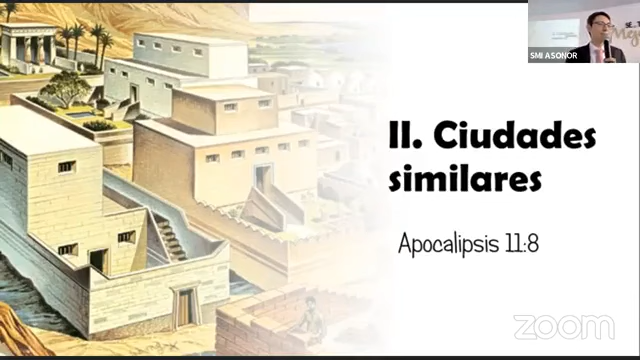 II. Ciudades
similares
Apocalipsis 11:8
SMI ASONOR
zoom